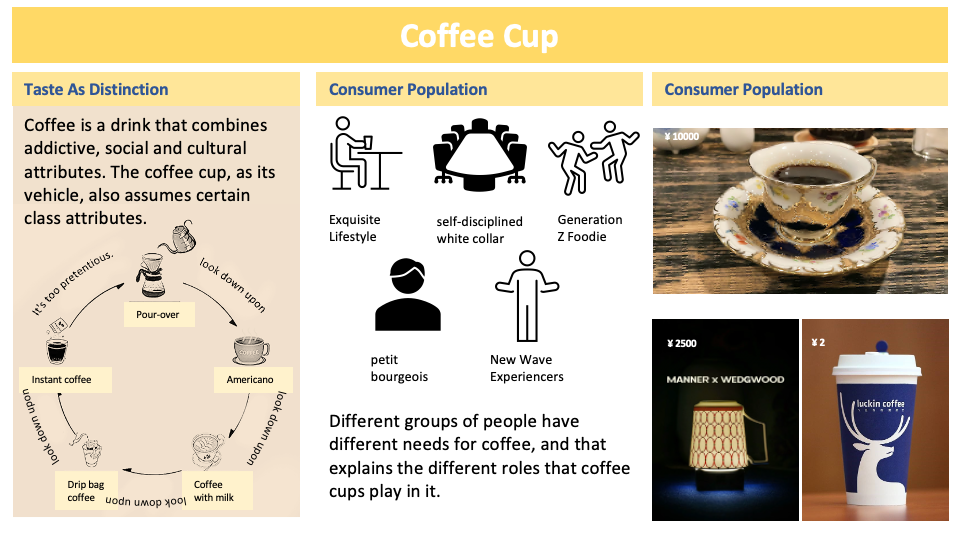 Coffee Cup
Taste As Distinction
Coffee is a drink that combines
addictive, social and cultural
attributes. The coffee cup, as its
vehicle, also assumes certain
class attributes.
It's too pretentious.
look down upon
Pour-over
Instant coffee
Americano
look down upon
look down upon
Drip bag
coffee
look down upon
Coffee
with milk
Consumer Population
Exquisite
Lifestyle
self-disciplined
white collar
Generation
Z Foodie
petit
bourgeois
New Wave
Experiencers
Different groups of people have
different needs for coffee, and that
explains the different roles that coffee
cups play in it.
Consumer Population
¥ 10000
¥ 2500
MANNER x WEDGWOOD
¥ 2
luckin coffee